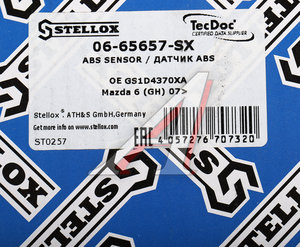 STELLOX
TecDoc
CERTIFIED DATA SUPPLIER
06-65657-SX
ABS SENSOR / ДАТЧИК ABS
OE GS1D4370XA
Mazda 6 (GH) 07>
Stellox®. ATH&S GmbH,Germany
Get more info on www.stellox.com
ST0257
EAC
4 057276 707320
STELLOX
STELLOX